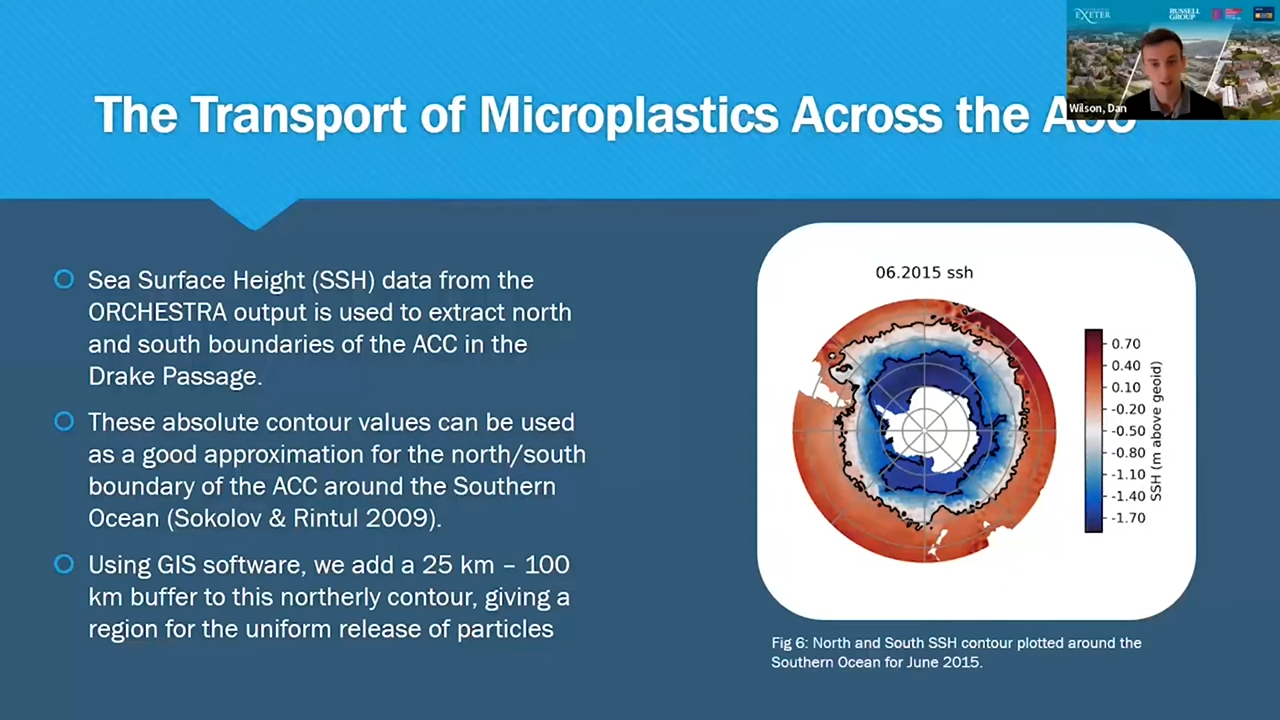 EXETER
RUSSELL
GROUP
Wilson, Dan
The Transport of Microplastics Across the ACC
Sea Surface Height (SSH) data from the
ORCHESTRA output is used to extract north
and south boundaries of the ACC in the
Drake Passage.
These absolute contour values can be used
as a good approximation for the north/south
boundary of the ACC around the Southern
Ocean (Sokolov & Rintul 2009).
Using GIS software, we add a 25 km – 100
km buffer to this northerly contour, giving a
region for the uniform release of particles
06.2015 ssh
0.70
0.40
0.10
-0.20
-0.50
-0.80
-1.10
-1.40
-1.70
SSH (m above geoid)
Fig 6: North and South SSH contour plotted around the
Southern Ocean for June 2015.